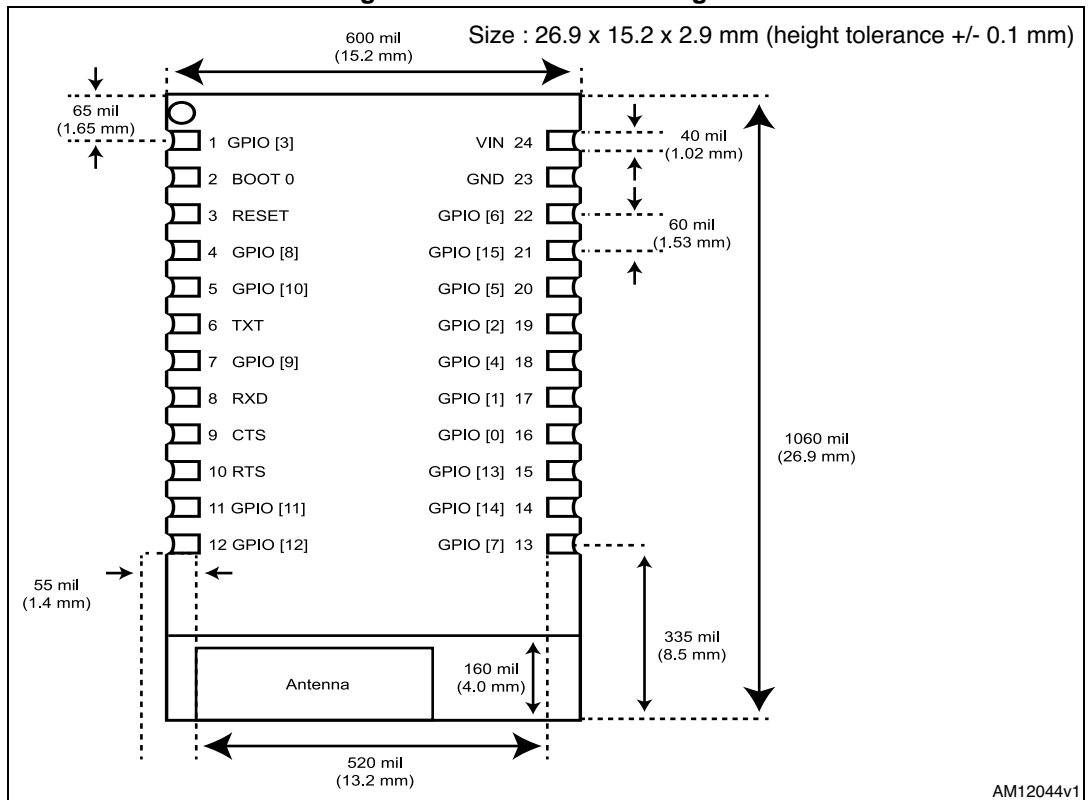 600 mil
(15.2 mm)
Size : 26.9 x 15.2 x 2.9 mm (height tolerance +/- 0.1 mm)
65 mil
(1.65 mm)
40 mil
(1.02 mm)
60 mil
(1.53 mm)
1 GPIO [3]
VIN 24
2 BOOT 0
GND 23
3 RESET
GPIO [6] 22
4 GPIO [8]
GPIO [15] 21
5 GPIO [10]
GPIO [5] 20
6 TXT
GPIO [2] 19
7 GPIO [9]
GPIO [4] 18
8 RXD
GPIO [1] 17
9 CTS
GPIO [0] 16
10 RTS
GPIO [13] 15
11 GPIO [11]
GPIO [14] 14
12 GPIO [12]
GPIO [7] 13
1060 mil
(26.9 mm)
55 mil
(1.4 mm)
335 mil
(8.5 mm)
160 mil
(4.0 mm)
Antenna
520 mil
(13.2 mm)
AM12044v1